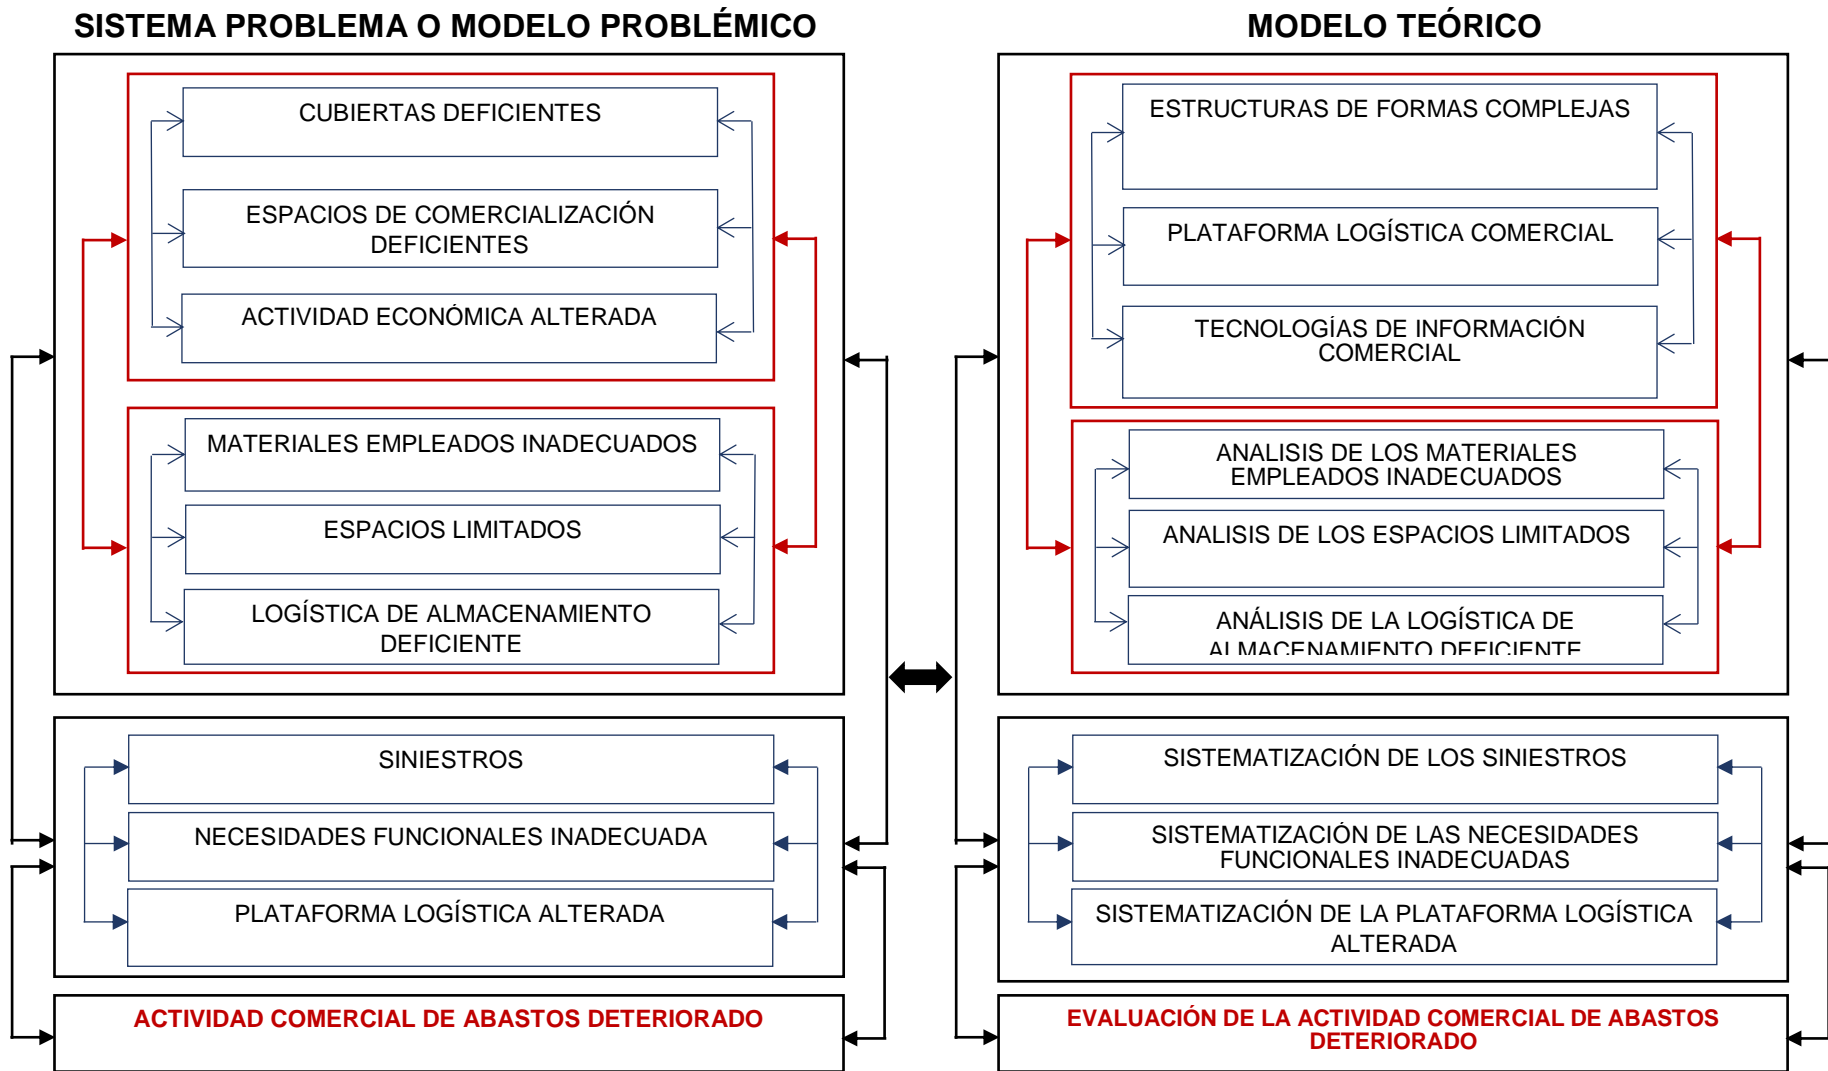 SISTEMA PROBLEMA O MODELO PROBLÉMICO
CUBIERTAS DEFICIENTES
ESPACIOS DE COMERCIALIZACIÓN
DEFICIENTES
ACTIVIDAD ECONÓMICA ALTERADA
MATERIALES EMPLEADOS INADECUADOS
ESPACIOS LIMITADOS
LOGÍSTICA DE ALMACENAMIENTO
DEFICIENTE
SINIESTROS
NECESIDADES FUNCIONALES INADECUADA
PLATAFORMA LOGÍSTICA ALTERADA
ACTIVIDAD COMERCIAL DE ABASTOS DETERIORADO
MODELO TEÓRICO
ESTRUCTURAS DE FORMAS COMPLEJAS
PLATAFORMA LOGÍSTICA COMERCIAL
TECNOLOGÍAS DE INFORMACIÓN
COMERCIAL
ANALISIS DE LOS MATERIALES
EMPLEADOS INADECUADOS
ANALISIS DE LOS ESPACIOS LIMITADOS
ANÁLISIS DE LA LOGÍSTICA DE
ALMACENAMIENTO DEFICIENTE
SISTEMATIZACIÓN DE LOS SINIESTROS
SISTEMATIZACIÓN DE LAS NECESIDADES
FUNCIONALES INADECUADAS
SISTEMATIZACIÓN DE LA PLATAFORMA LOGÍSTICA
ALTERADA
EVALUACIÓN DE LA ACTIVIDAD COMERCIAL DE ABASTOS
DETERIORADO